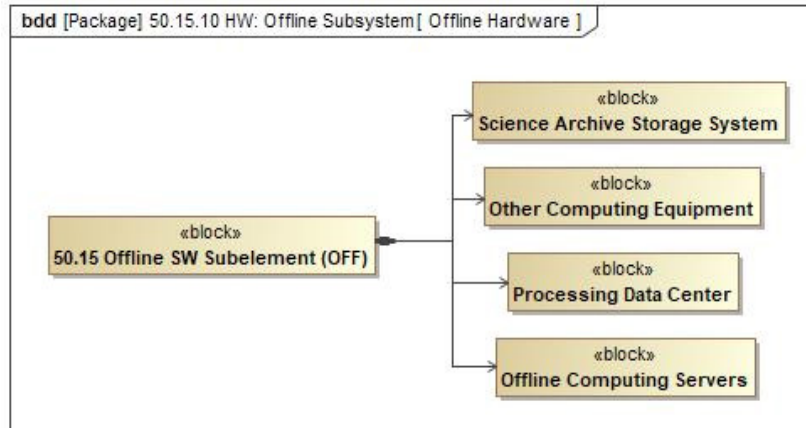 bdd [Package] 50.15.10 HW: Offline Subsystem[ Offline Hardware ]
«block»
Science Archive Storage System
«block»
Other Computing Equipment
«block»
50.15 Offline SW Subelement (OFF)
«block»
Processing Data Center
«block»
Offline Computing Servers